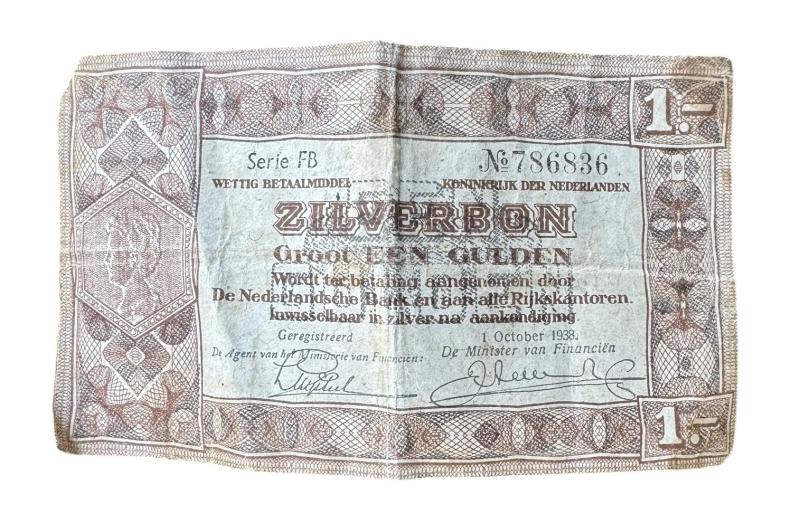 1.-
Serie FB
№ 786836
WETTIG BETAALMIDDEL
KONINKRIJK DER NEDERLANDEN
ZILVERBON
Groot EEN GULDEN
Wordt ter betaling aangenomen door
De Nederlandsche Bank en aan alle Rijkskantoren.
Inwisselbaar in zilver na aankondiging
Geregistreerd
1 October 1938.
De Agent van het Ministerie van Financiën:
De Minister van Financiën
1.-